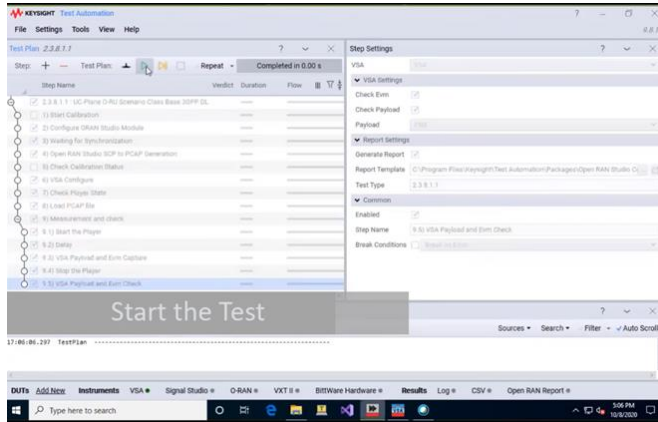 KEYSIGHT Test Automation
File Settings Tools View Help
Test Plan 2.3.8.1.1
Step: Test Plan: Repeat Completed in 0.00 s
Step Name Verdict Duration Flow
2.3.8.1.1 : UC-Plane O-RU Scenario Class Base 3GPP DL
1) Start Calibration
2) Configure ORAN Studio Module
3) Waiting for Synchronization
4) Open RAN Studio SCP to PCAP Generation
5) Check Calibration Status
6) VSA Configure
7) Check Player State
8) Load PCAP file
9) Measurement and check
9.1) Start the Player
9.2) Delay
9.3) VSA Payload and Evm Capture
9.4) Stop the Player
9.5) VSA Payload and Evm Check
Step Settings
VSA VSA
VSA Settings
Check Evm
Check Payload
Payload
Report Settings
Generate Report
Report Template C:\Program Files\Keysight\Test Automation\Packages\Open RAN Studio
Test Type 2.3.8.1.1
Common
Enabled
Step Name 9.5) VSA Payload and Evm Check
Break Conditions Break on Error
Start the Test
Sources Search Filter Auto Scroll
17:06:06.297 TestPlan ----------------------------------------------------------------
DUTs Add New Instruments VSA Signal Studio O-RAN VXT II BittWare Hardware Results Log CSV Open RAN Report
Type here to search
5:06 PM
10/8/2020